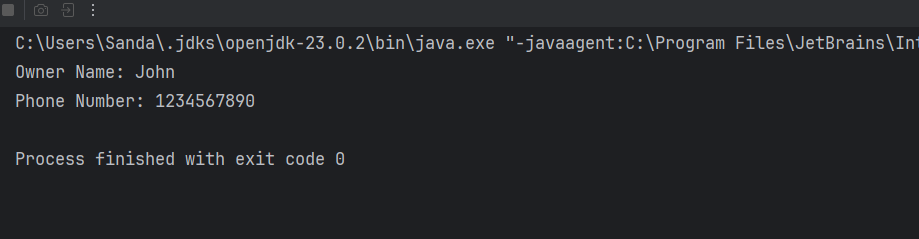 C:\Users\Sanda\.jdks\openjdk-23.0.2\bin\java.exe "-javaagent:C:\Program Files\JetBrains\Int
Owner Name: John
Phone Number: 1234567890
Process finished with exit code 0